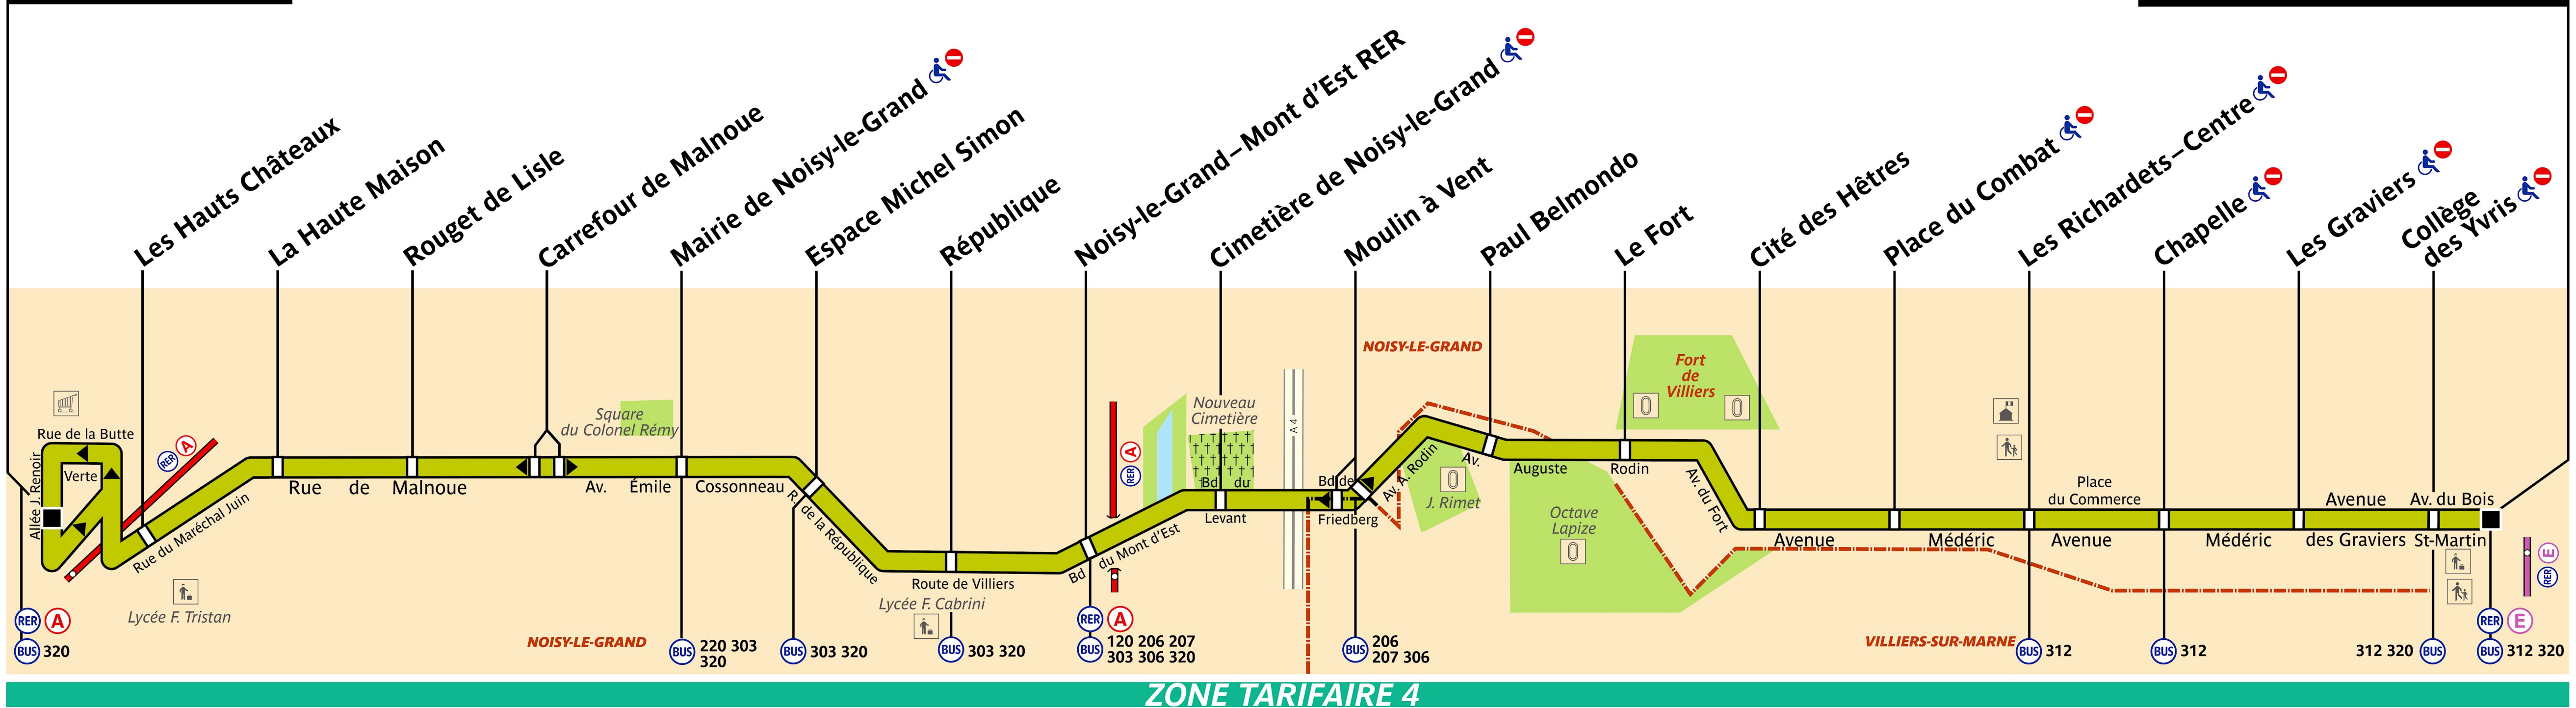 Les Hauts Châteaux
La Haute Maison
Rouget de Lisle
Carrefour de Malnoue
Mairie de Noisy-le-Grand
Espace Michel Simon
République
Noisy-le-Grand–Mont d'Est RER
Cimetière de Noisy-le-Grand
Moulin à Vent
Paul Belmondo
Le Fort
Cité des Hêtres
Place du Combat
Les Richardets–Centre
Chapelle
Les Graviers
Collège
des Yvris
NOISY-LE-GRAND
Fort
de
Villiers
Rue de la Butte
Verte
Allée J. Renoir
RER A
Rue du Maréchal Juin
Lycée F. Tristan
Rue de Malnoue
Square
du Colonel Rémy
Av. Émile Cossonneau
R. de la République
Route de Villiers
Lycée F. Cabrini
Bd du Mont d'Est
RER A
Nouveau
Cimetière
Bd du
Levant
A 4
Bd de
Friedberg
Av. A. Rodin
J. Rimet
Av. Auguste Rodin
Octave
Lapize
Av. du Fort
Avenue Médéric
Place
du Commerce
Avenue Médéric
Avenue
des Graviers
Av. du Bois
St-Martin
RER E
RER A
BUS 320
NOISY-LE-GRAND
BUS 220 303
320
BUS 303 320
BUS 303 320
RER A
BUS 120 206 207
303 306 320
BUS 206
207 306
VILLIERS-SUR-MARNE
BUS 312
BUS 312
312 320 BUS
RER E
BUS 312 320
ZONE TARIFAIRE 4